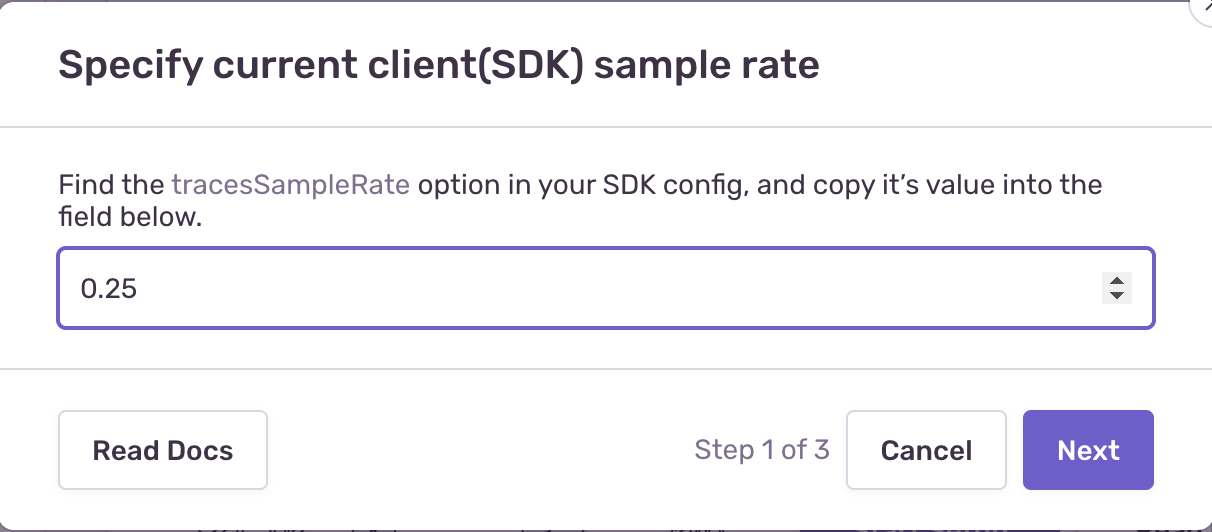 Specify current client(SDK) sample rate
Find the tracesSampleRate option in your SDK config, and copy it’s value into the
field below.
0.25
Read Docs
Step 1 of 3
Cancel
Next